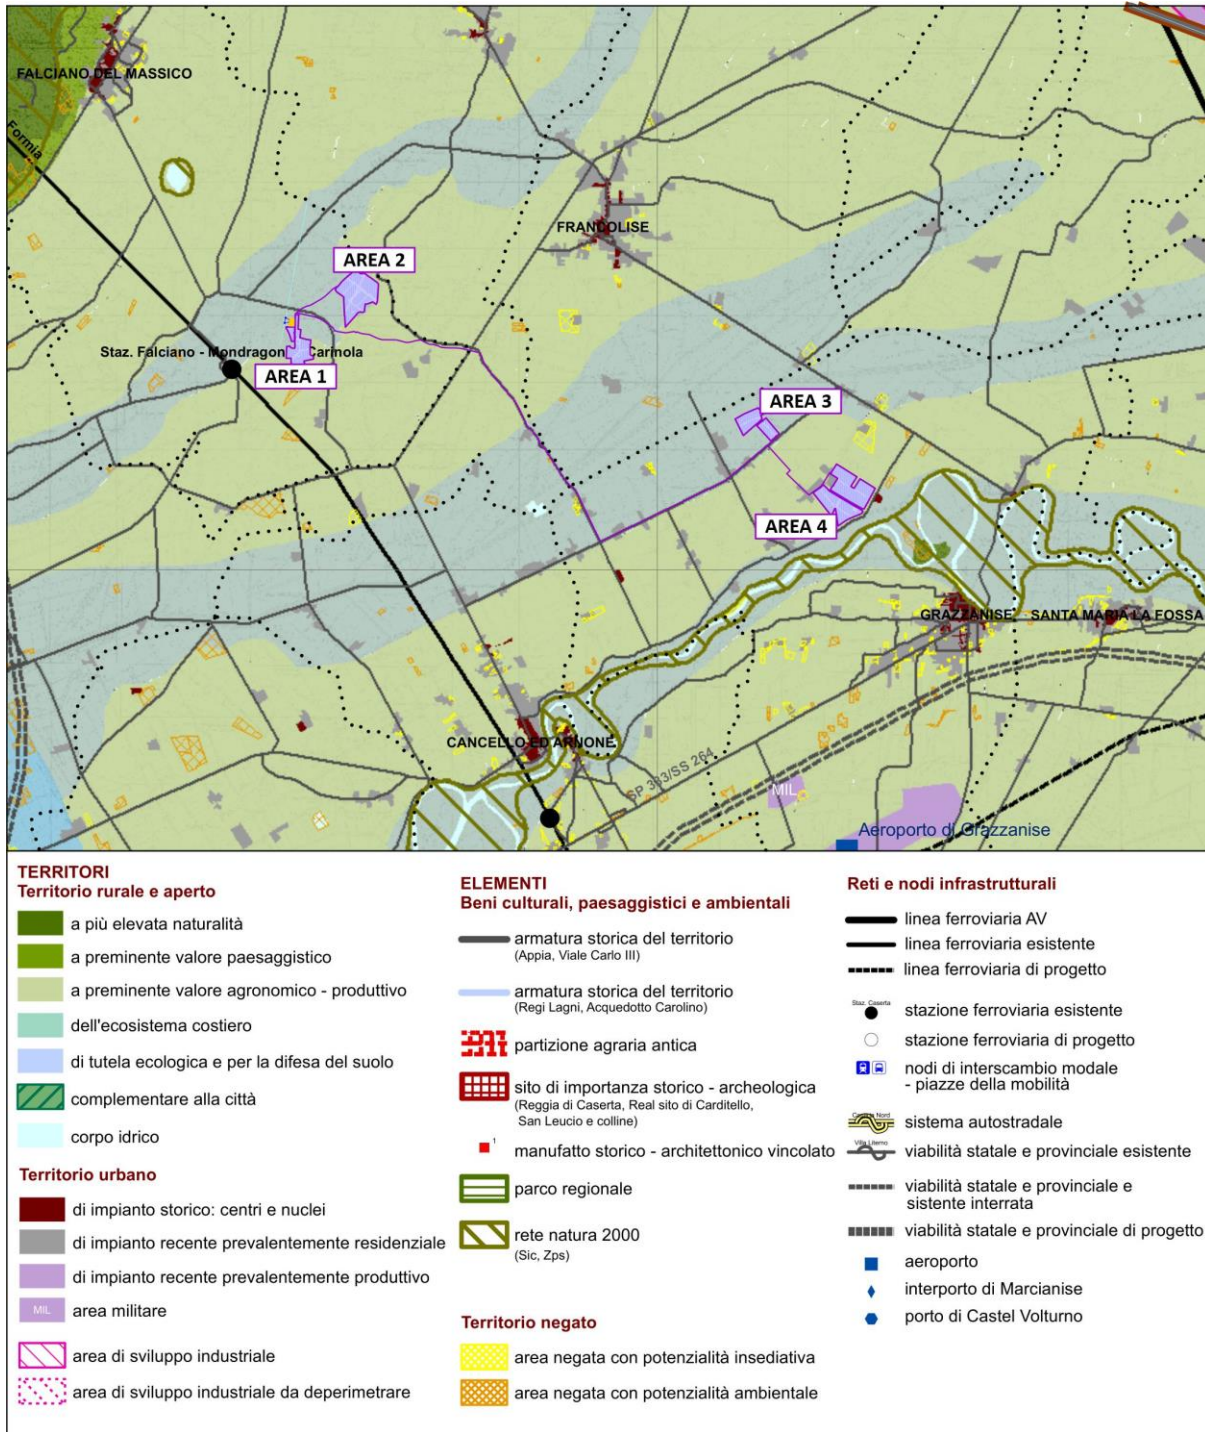 FALCIANO DEL MASSICO
Formia
FRANCOLISE
AREA 2
Staz. Falciano - Mondragone Carinola
AREA 1
AREA 3
AREA 4
GRAZZANISE
SANTA MARIA LA FOSSA
CANCELLO ED ARNONE
SP 333/SS 264
MIL
Aeroporto di Grazzanise
TERRITORI
Territorio rurale e aperto
a più elevata naturalità
a preminente valore paesaggistico
a preminente valore agronomico - produttivo
dell'ecosistema costiero
di tutela ecologica e per la difesa del suolo
complementare alla città
corpo idrico
Territorio urbano
di impianto storico: centri e nuclei
di impianto recente prevalentemente residenziale
di impianto recente prevalentemente produttivo
MIL area militare
area di sviluppo industriale
area di sviluppo industriale da deperimetrare
ELEMENTI
Beni culturali, paesaggistici e ambientali
armatura storica del territorio
(Appia, Viale Carlo III)
armatura storica del territorio
(Regi Lagni, Acquedotto Carolino)
partizione agraria antica
sito di importanza storico - archeologica
(Reggia di Caserta, Real sito di Carditello,
San Leucio e colline)
1
manufatto storico - architettonico vincolato
parco regionale
rete natura 2000
(Sic, Zps)
Territorio negato
area negata con potenzialità insediativa
area negata con potenzialità ambientale
Reti e nodi infrastrutturali
linea ferroviaria AV
linea ferroviaria esistente
linea ferroviaria di progetto
Staz. Caserta
stazione ferroviaria esistente
stazione ferroviaria di progetto
nodi di interscambio modale
- piazze della mobilità
Caserta Nord
sistema autostradale
Villa Literno
viabilità statale e provinciale esistente
viabilità statale e provinciale e
sistente interrata
viabilità statale e provinciale di progetto
aeroporto
interporto di Marcianise
porto di Castel Volturno